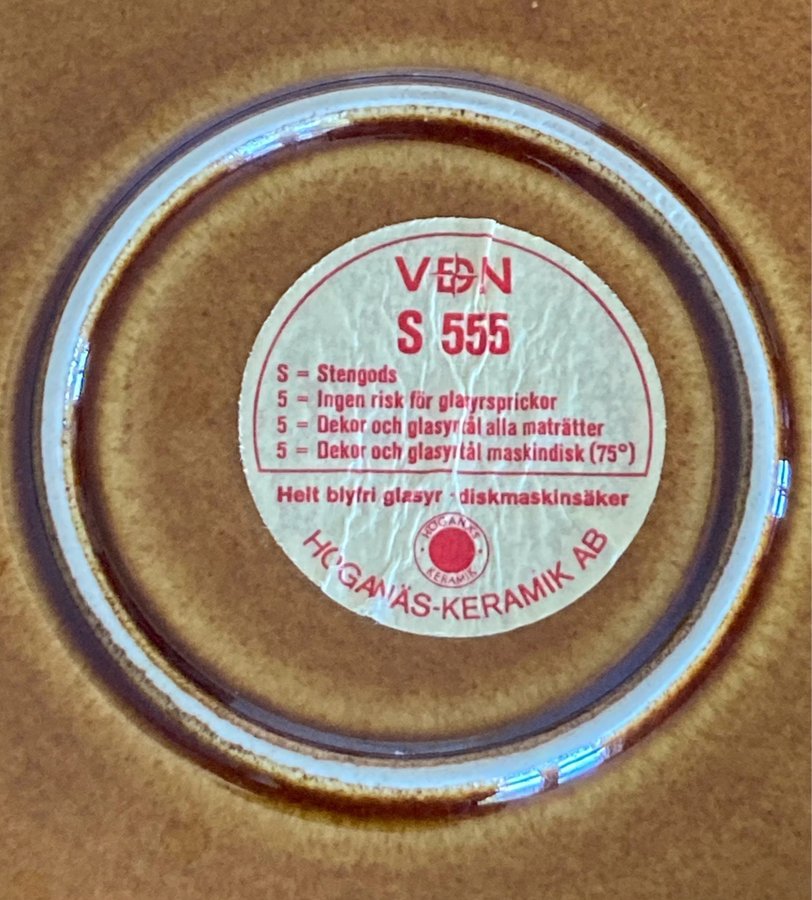 VDN
S 555
S = Stengods
5 = Ingen risk för glasyrsprickor
5 = Dekor och glasyr tål alla maträtter
5 = Dekor och glasyr tål maskindisk (75°)
Helt blyfri glasyr - diskmaskinsäker
HÖGANÄS
KERAMIK
HÖGANÄS-KERAMIK AB